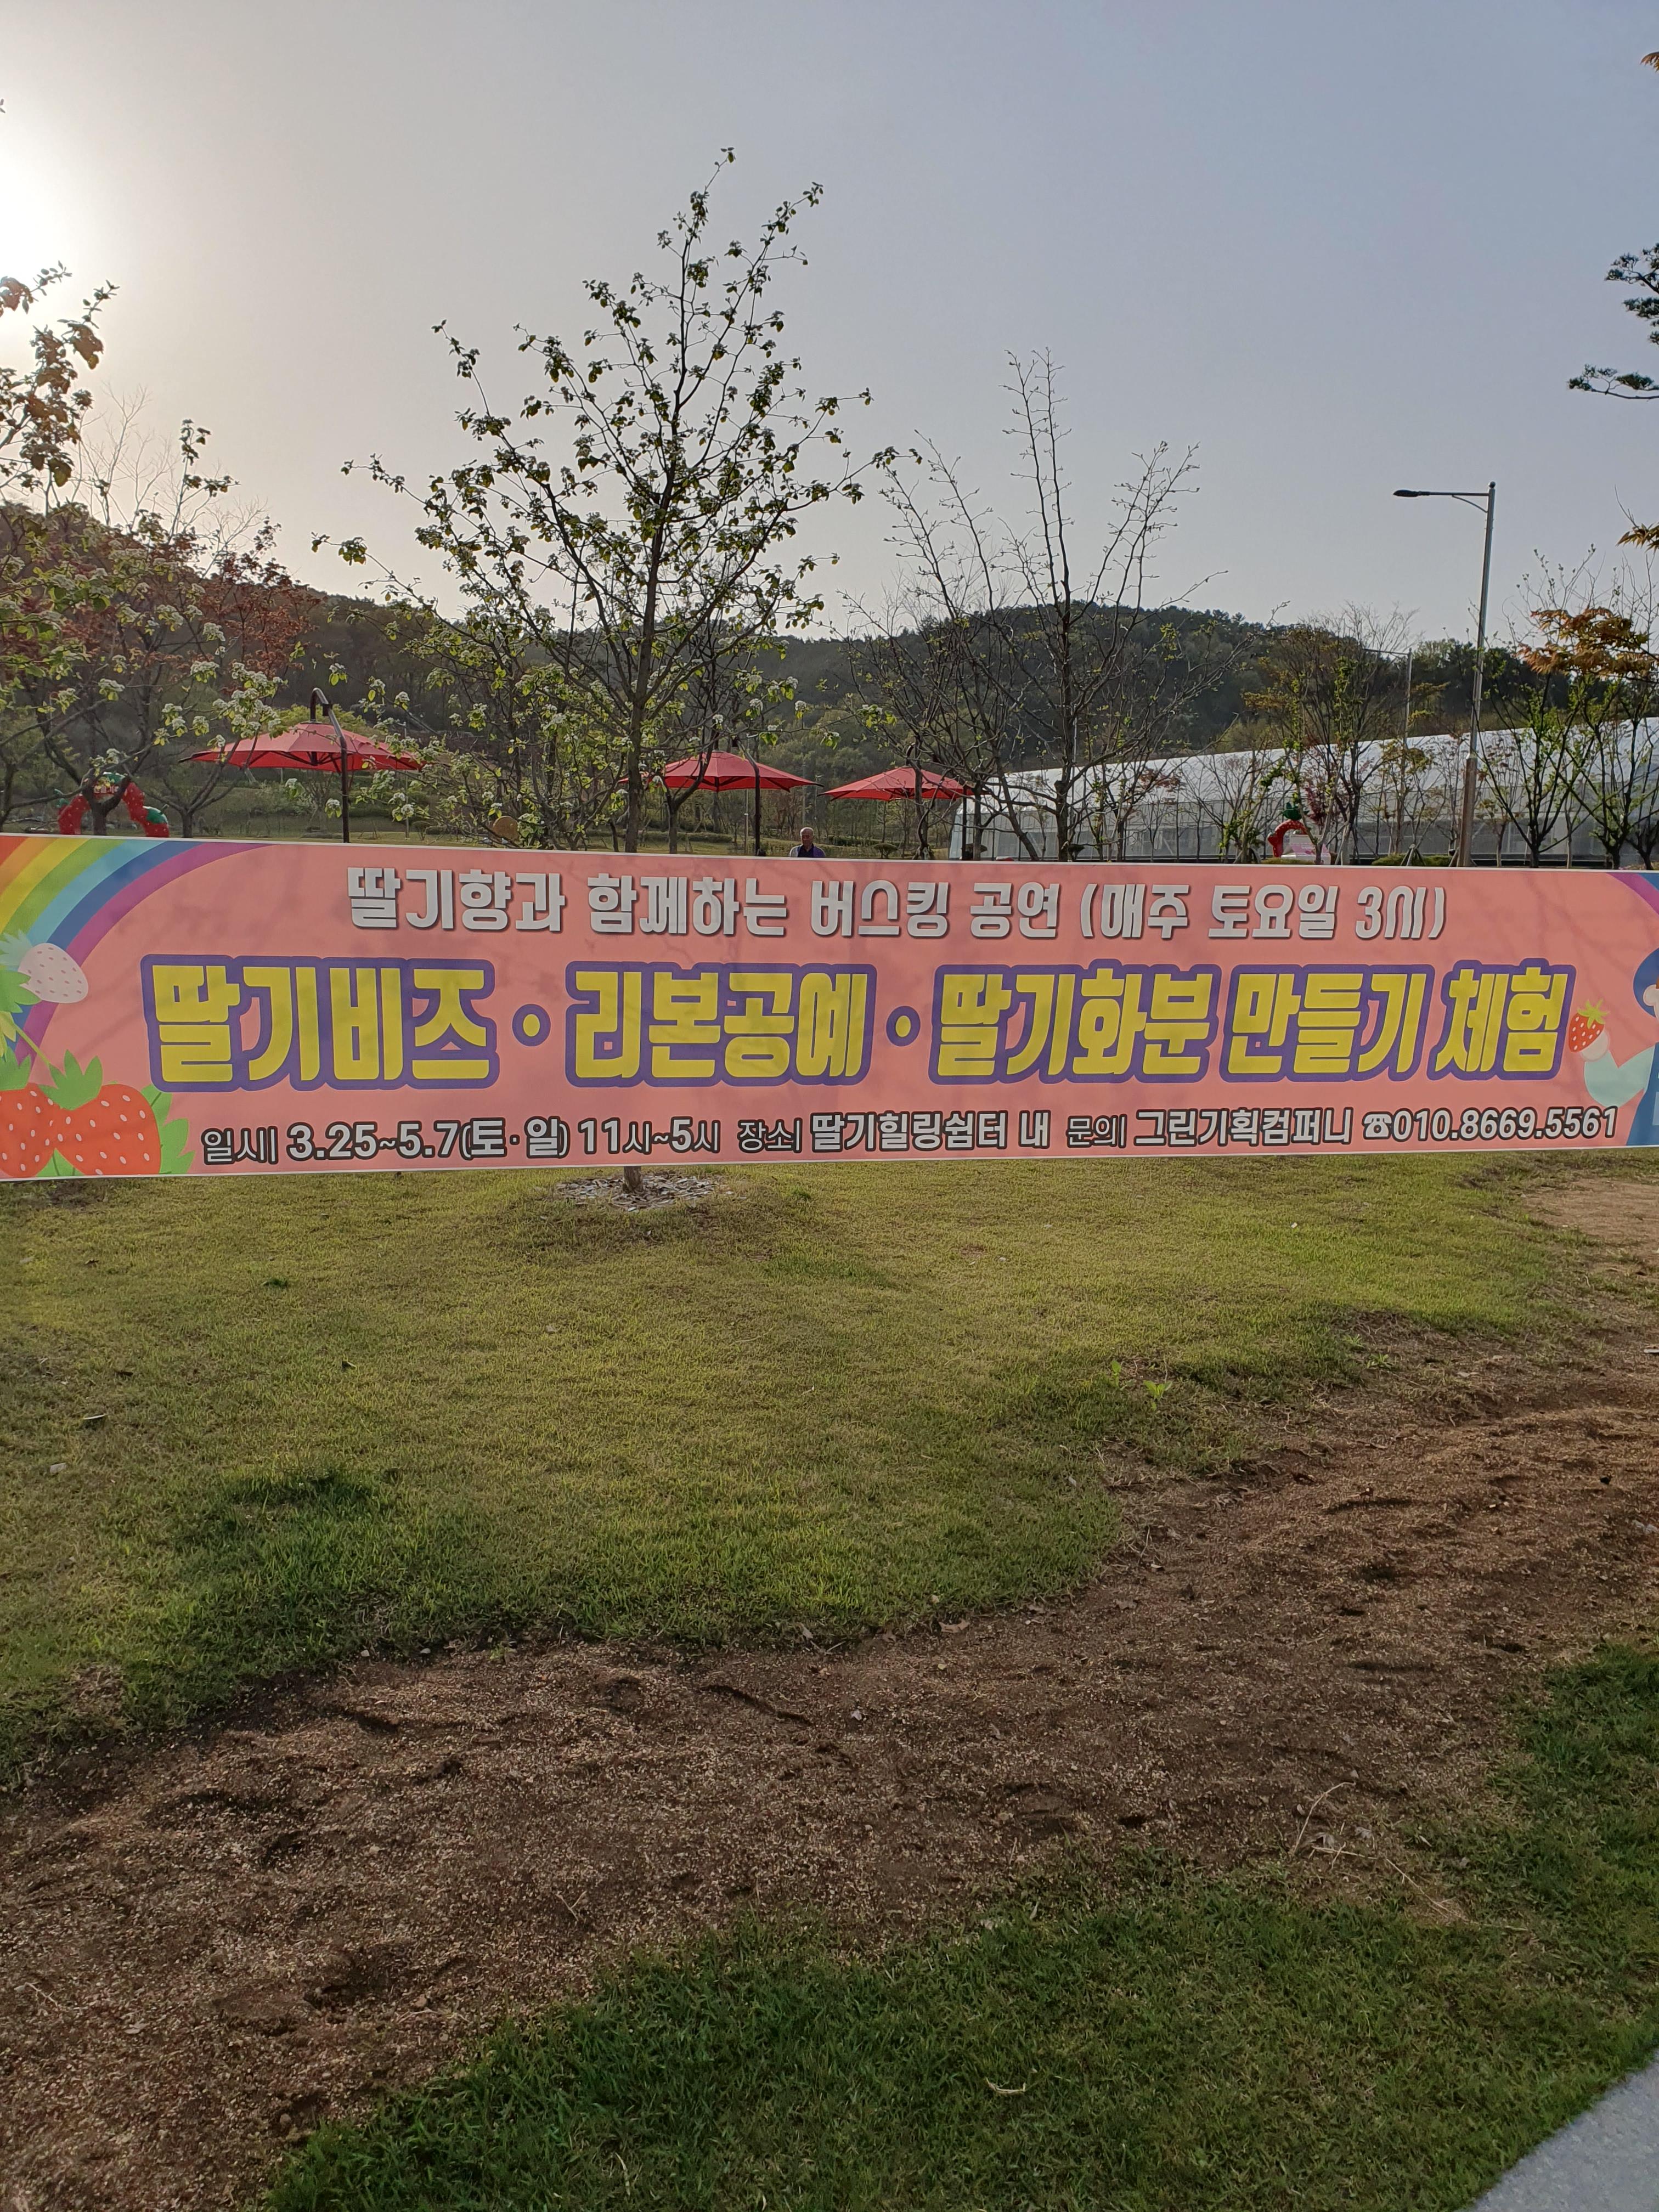 딸기향과 함께하는 버스킹 공연 (매주 토요일 3시)
딸기비즈 • 리본공예 • 딸기화분 만들기 체험
일시| 3.25~5.7(토·일) 11시~5시 장소| 딸기힐링쉼터 내 문의| 그린기획컴퍼니 ☎010.8669.5561